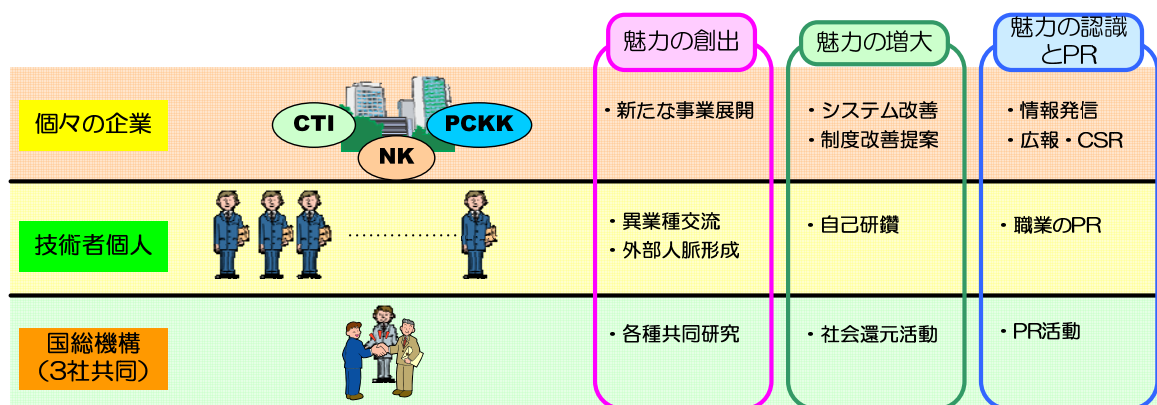 魅力の創出
魅力の増大
魅力の認識
とPR
個々の企業
CTI
PCKK
NK
・新たな事業展開
・システム改善
・制度改善提案
・情報発信
・広報・CSR
技術者個人
・異業種交流
・外部人脈形成
・自己研鑽
・職業のPR
国総機構
（3社共同）
・各種共同研究
・社会還元活動
・PR活動